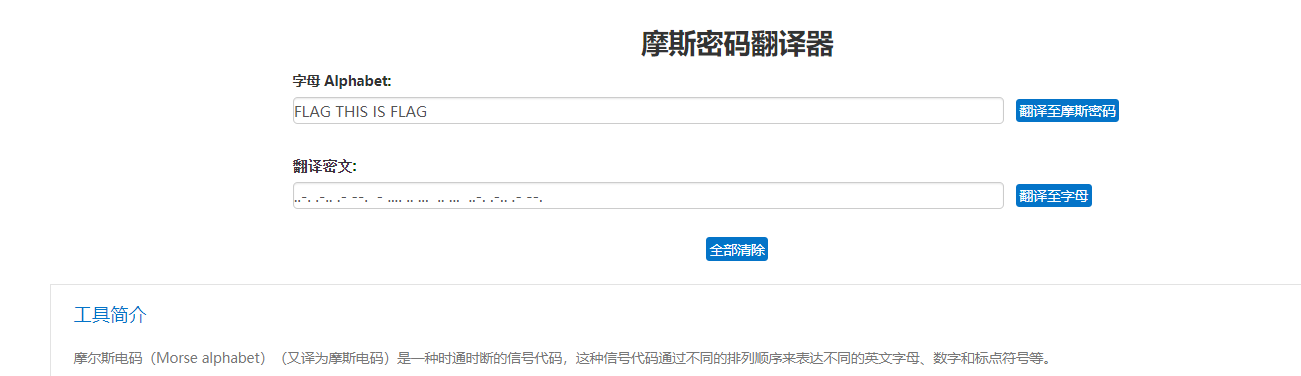 摩斯密码翻译器
字母 Alphabet:
FLAG THIS IS FLAG
翻译至摩斯密码
翻译密文:
..-. .-.. .- --.  - .... .. ...  .. ...  ..-. .-.. .- --.
翻译至字母
全部清除
工具简介
摩尔斯电码（Morse alphabet）（又译为摩斯电码）是一种时通时断的信号代码，这种信号代码通过不同的排列顺序来表达不同的英文字母、数字和标点符号等。